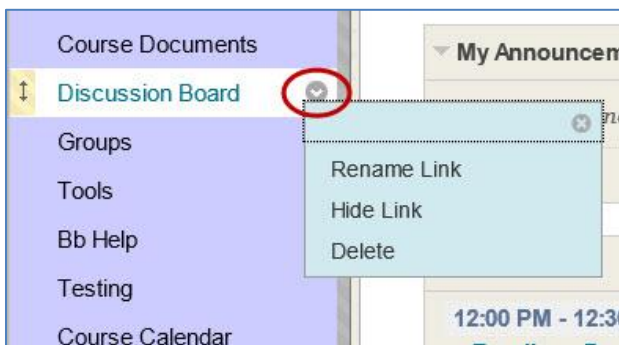 Course Documents
Discussion Board
Groups
Tools
Bb Help
Testing
Course Calendar
My Announcem
Rename Link
Hide Link
Delete
12:00 PM - 12:30